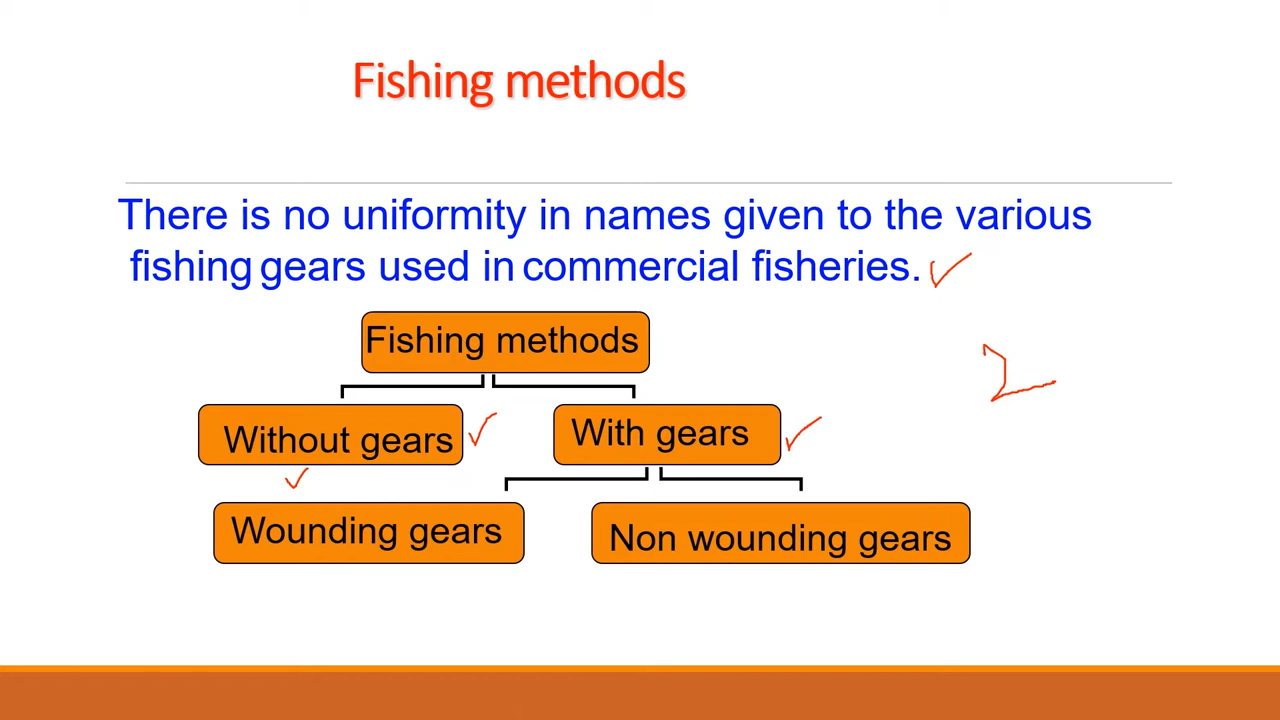 Fishing methods
There is no uniformity in names given to the various
fishing gears used in commercial fisheries.
Fishing methods
2
Without gears
With gears
Wounding gears
Non wounding gears